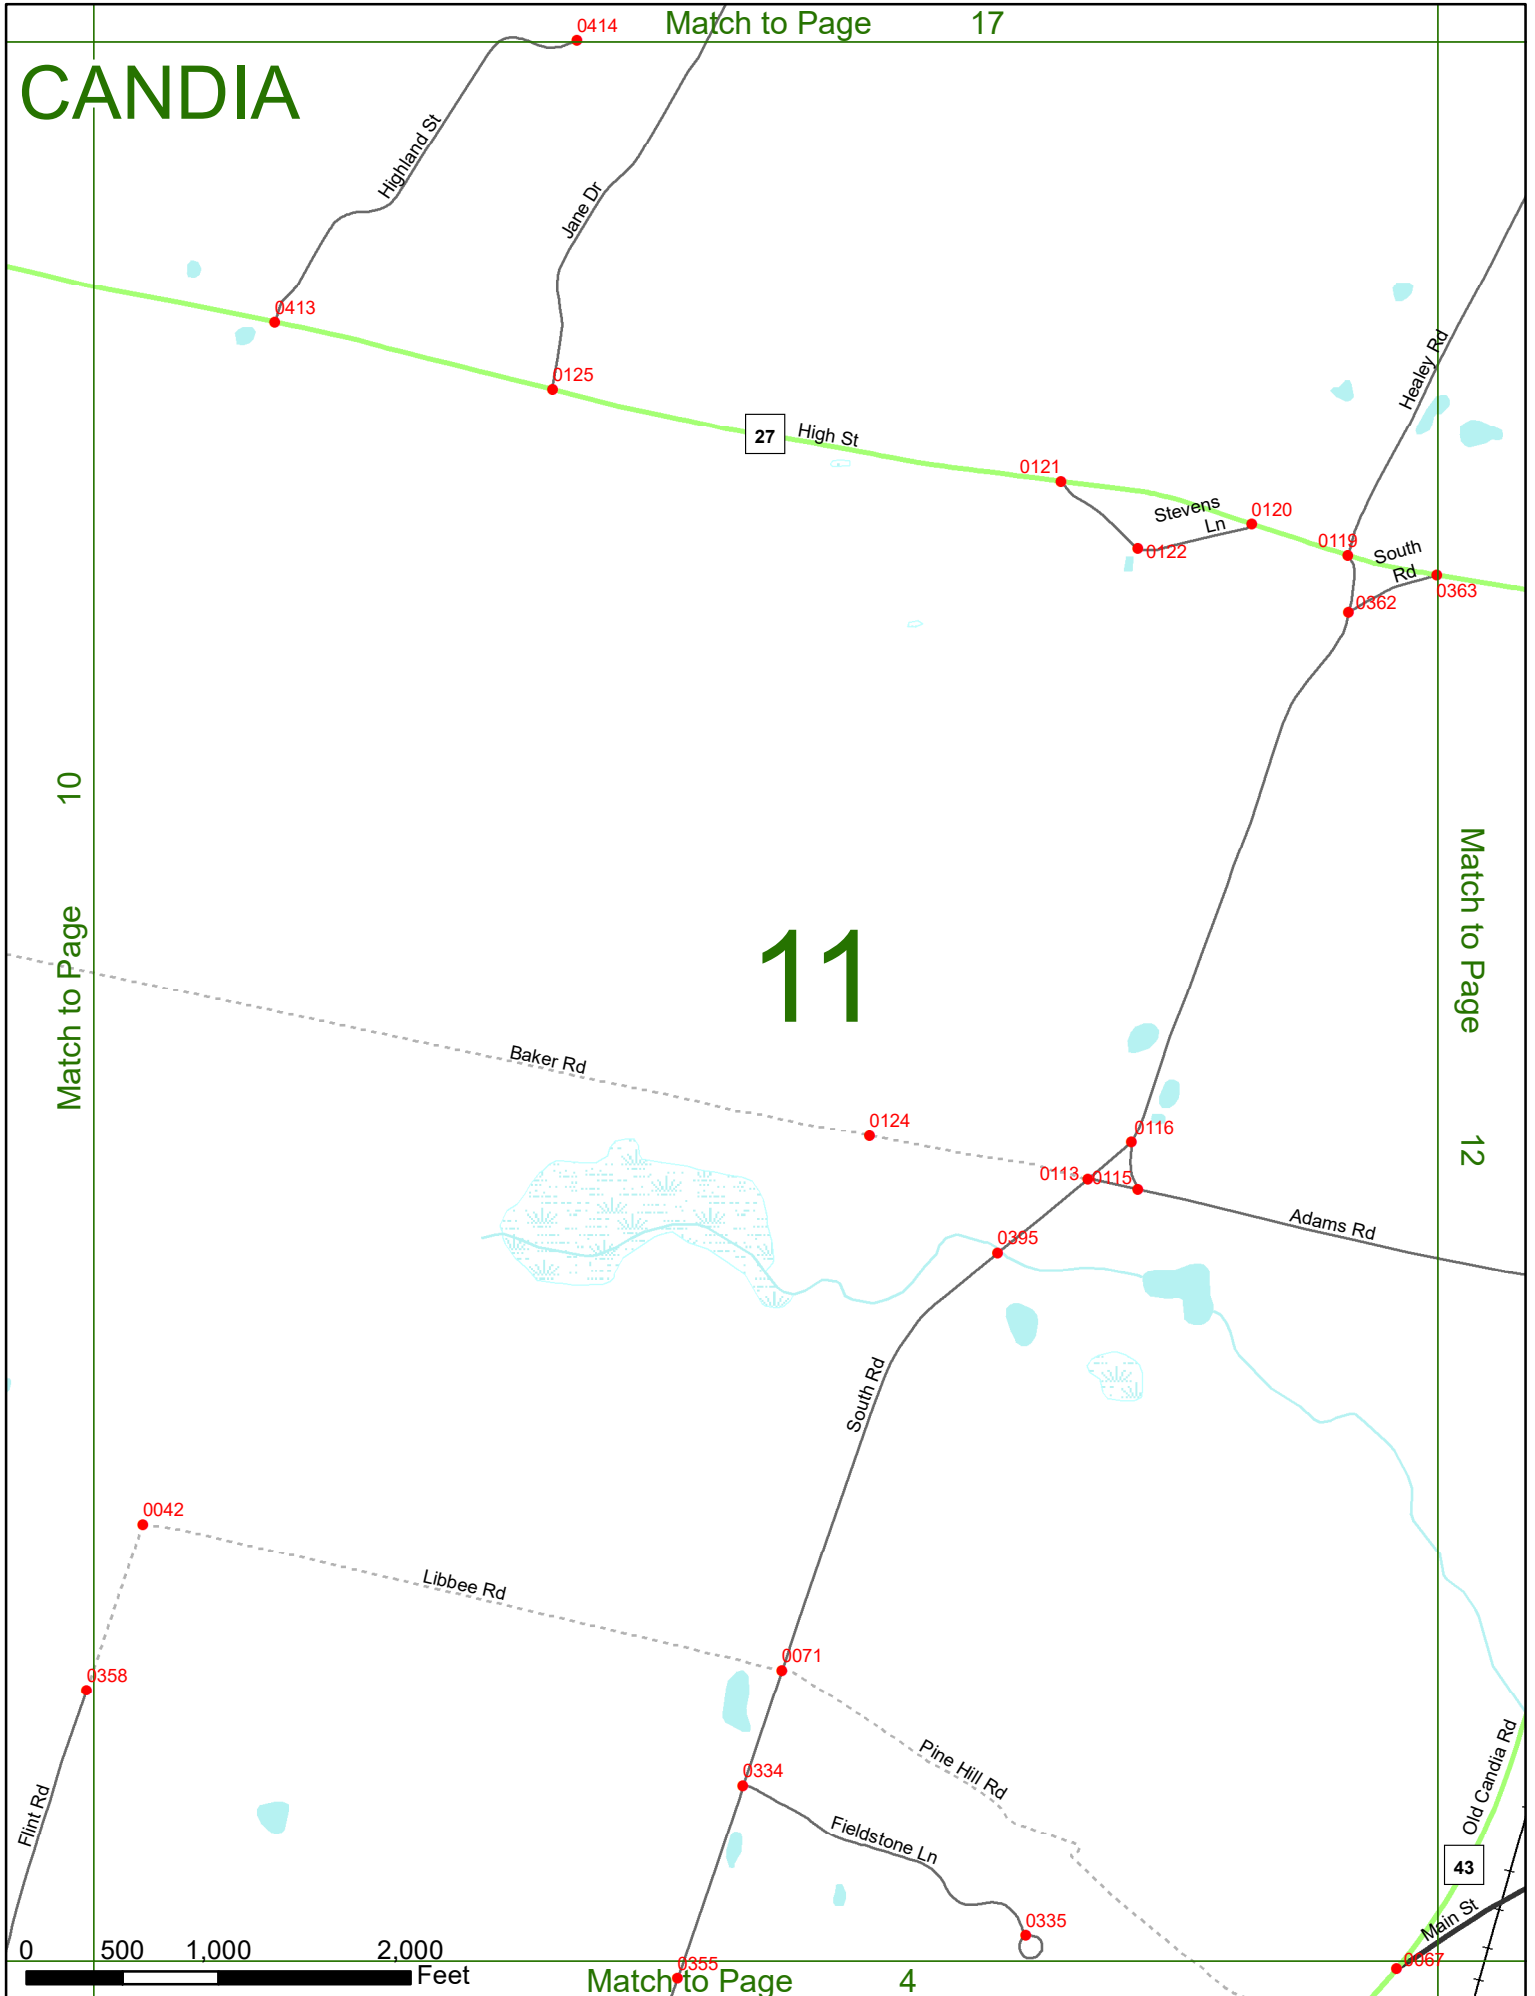 0414
Match to Page 17
CANDIA
Highland St
Jane Dr
0413
0125
27
High St
Healey Rd
0121
Stevens
Ln
0120
0122
0119
South
Rd
0363
0362
10
Match to Page
Match to Page
12
11
Baker Rd
0124
0116
0113
0115
Adams Rd
0395
South Rd
0042
Libbee Rd
0071
0358
Pine Hill Rd
0334
Fieldstone Ln
Flint Rd
Old Candia Rd
43
Main St
0335
0067
0355
0 500 1,000 2,000
Feet
Match to Page 4